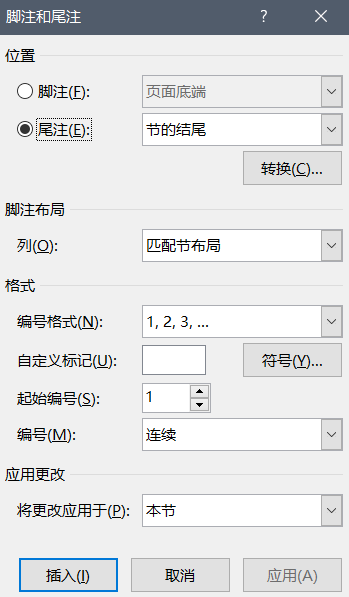 脚注和尾注 ?
位置
脚注(F): 页面底端
尾注(E): 节的结尾
转换(C)...
脚注布局
列(O): 匹配节布局
格式
编号格式(N): 1, 2, 3, ...
自定义标记(U): 符号(Y)...
起始编号(S): 1
编号(M): 连续
应用更改
将更改应用于(P): 本节
插入(I) 取消 应用(A)